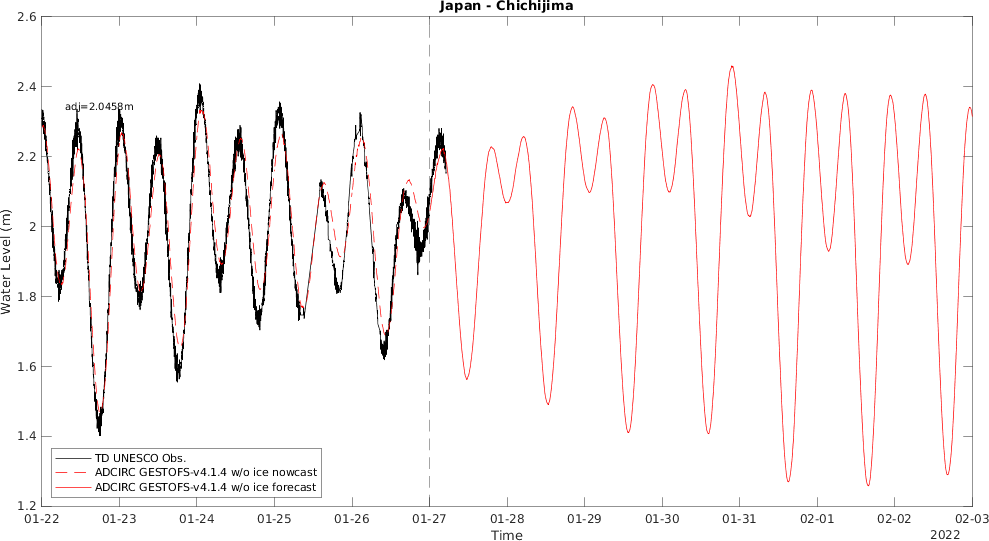 Japan - Chichijima
2.6
2.4
2.2
2
1.8
1.6
1.4
1.2
Water Level (m)
adj=2.0458m
TD UNESCO Obs.
ADCIRC GESTOFS-v4.1.4 w/o ice nowcast
ADCIRC GESTOFS-v4.1.4 w/o ice forecast
01-22 01-23 01-24 01-25 01-26 01-27 01-28 01-29 01-30 01-31 02-01 02-02 02-03
Time
2022